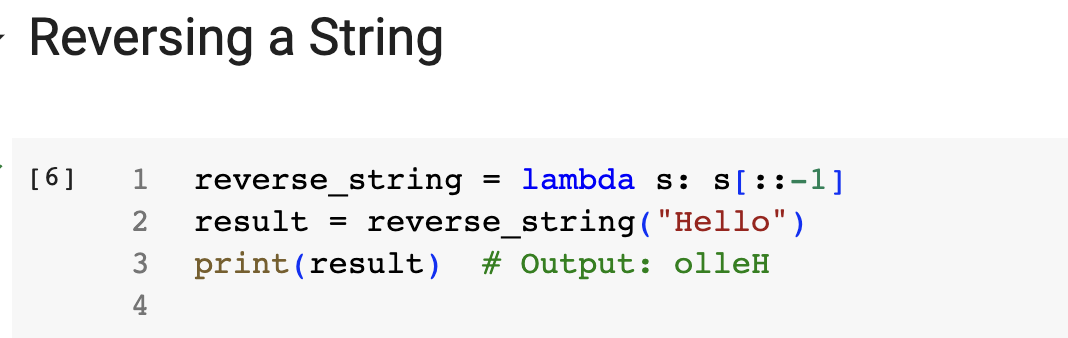 Reversing a String
[6] 1 reverse_string = lambda s: s[::-1]
2 result = reverse_string("Hello")
3 print(result)  # Output: olleH
4